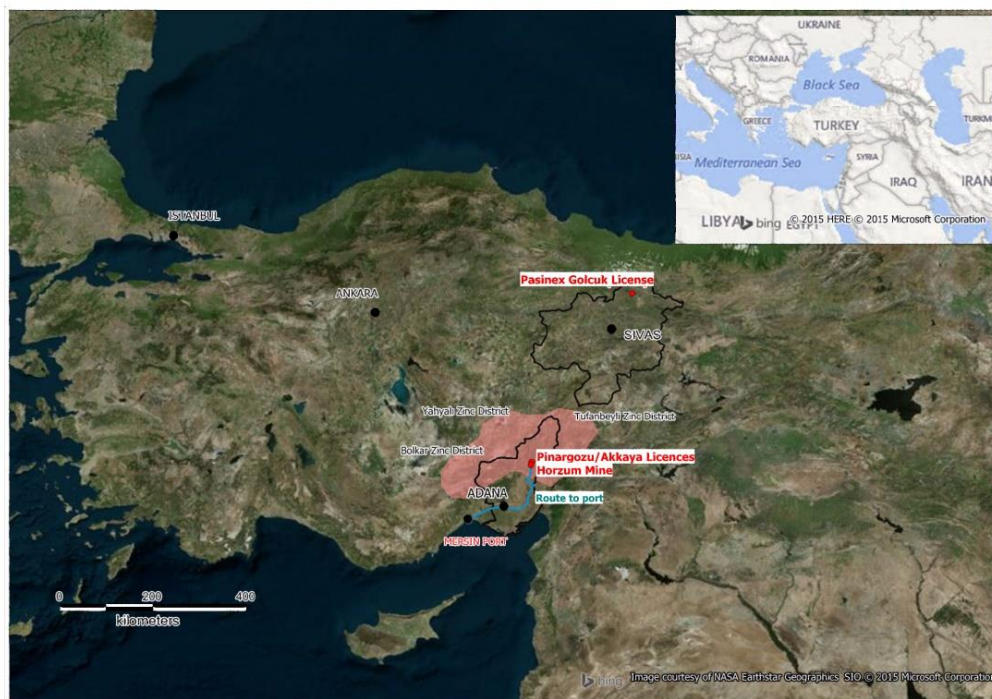 UKRAINE
ROMANIA
Black Sea
GREECE
TURKEY
TURKM
SYRIA
Mediterranean Sea
IRAQ
IRAN
LIBYA
bing
EGYPT
© 2015 HERE © 2015 Microsoft Corporation
ISTANBUL
Pasinex Golcuk License
ANKARA
SIVAS
Yahyali Zinc District
Tufanbeyli Zinc District
Bolkar Zinc District
Pinargozu/Akkaya Licences
Horzum Mine
ADANA
Route to port
MERSIN PORT
0 200 400
kilometers
bing
Image courtesy of NASA Earthstar Geographics SIO © 2015 Microsoft Corporation